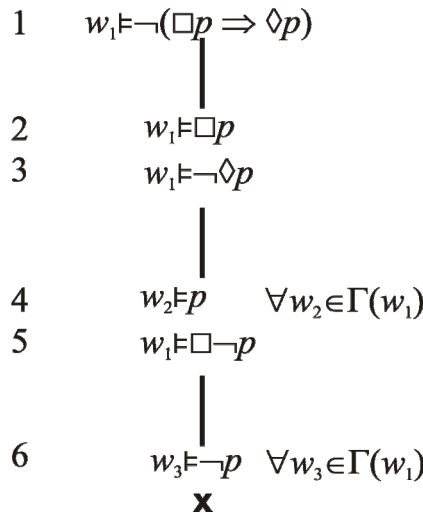 1 w₁⊨¬(□p ⇒ ◊p)
2 w₁⊨□p
3 w₁⊨¬◊p
4 w₂⊨p ∀w₂∈Γ(w₁)
5 w₁⊨□¬p
6 w₃⊨¬p ∀w₃∈Γ(w₁)
x